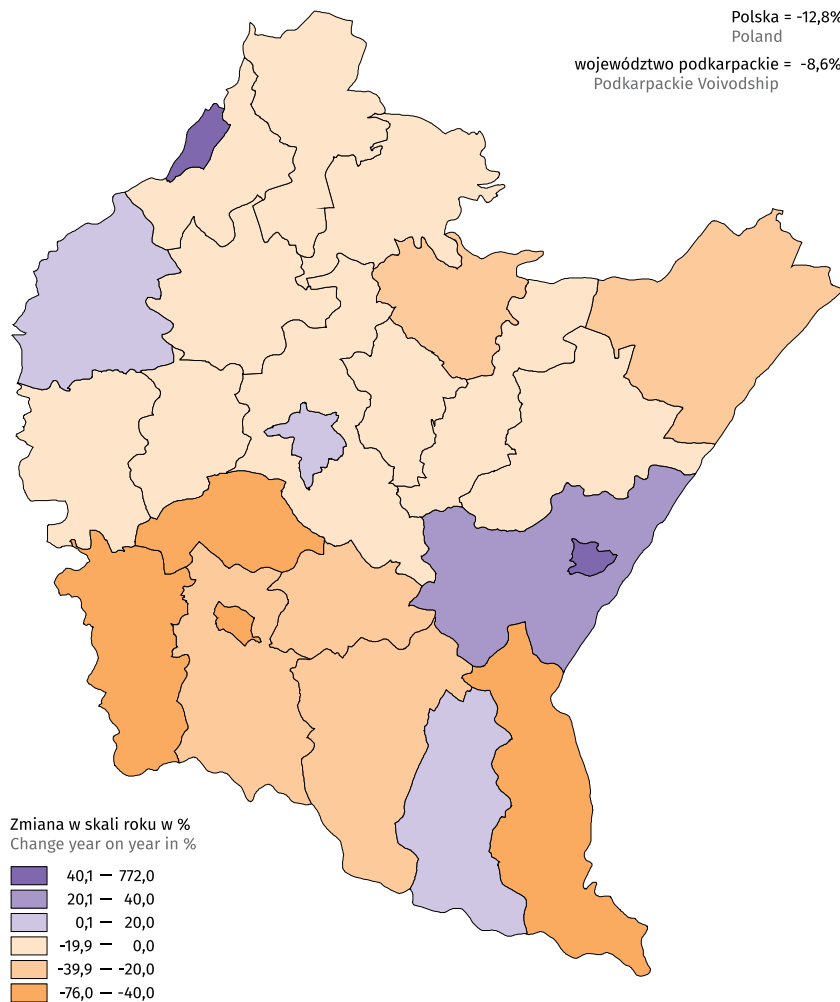 Polska = -12,8%
Poland
województwo podkarpackie = -8,6%
Podkarpackie Voivodship
Zmiana w skali roku w %
Change year on year in %
40,1 — 772,0
20,1 — 40,0
0,1 — 20,0
-19,9 — 0,0
-39,9 — -20,0
-76,0 — -40,0